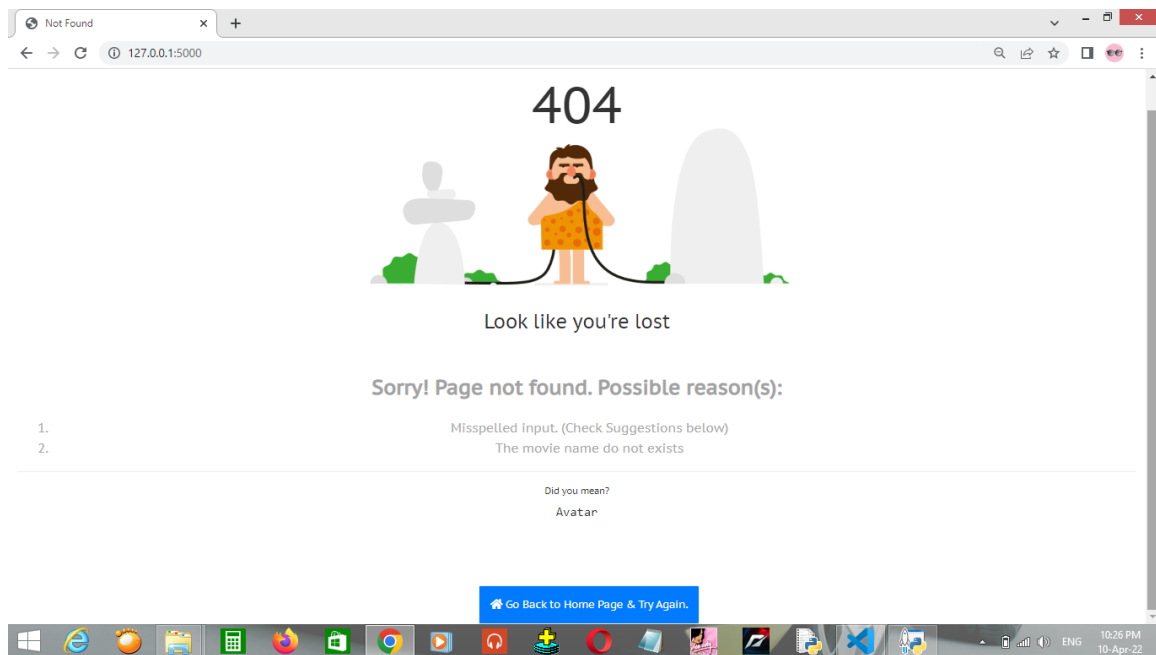 Not Found
127.0.0.1:5000
404
Look like you're lost
Sorry! Page not found. Possible reason(s):
1. Misspelled input. (Check Suggestions below)
2. The movie name do not exists
Did you mean?
Avatar
Go Back to Home Page & Try Again.
ENG
10:26 PM
10-Apr-22